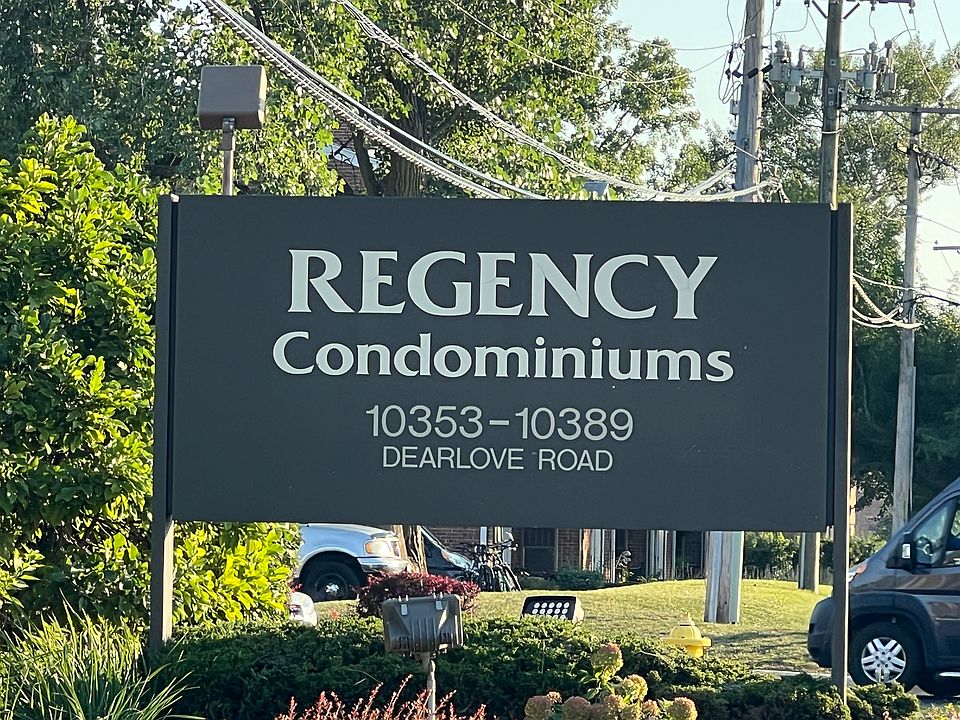 REGENCY
Condominiums
10353-10389
DEARLOVE ROAD